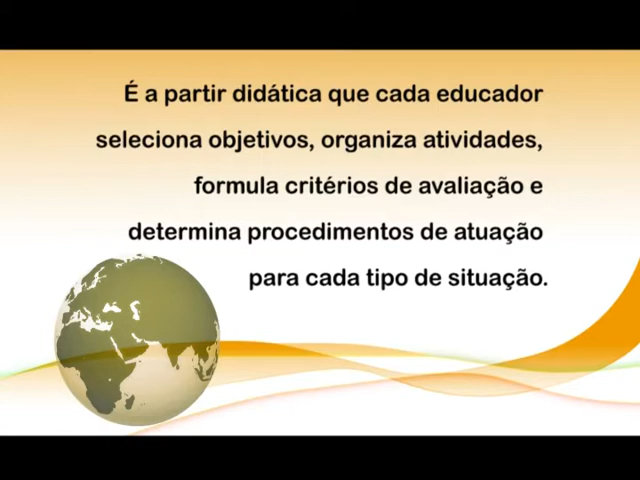 É a partir didática que cada educador
seleciona objetivos, organiza atividades,
formula critérios de avaliação e
determina procedimentos de atuação
para cada tipo de situação.